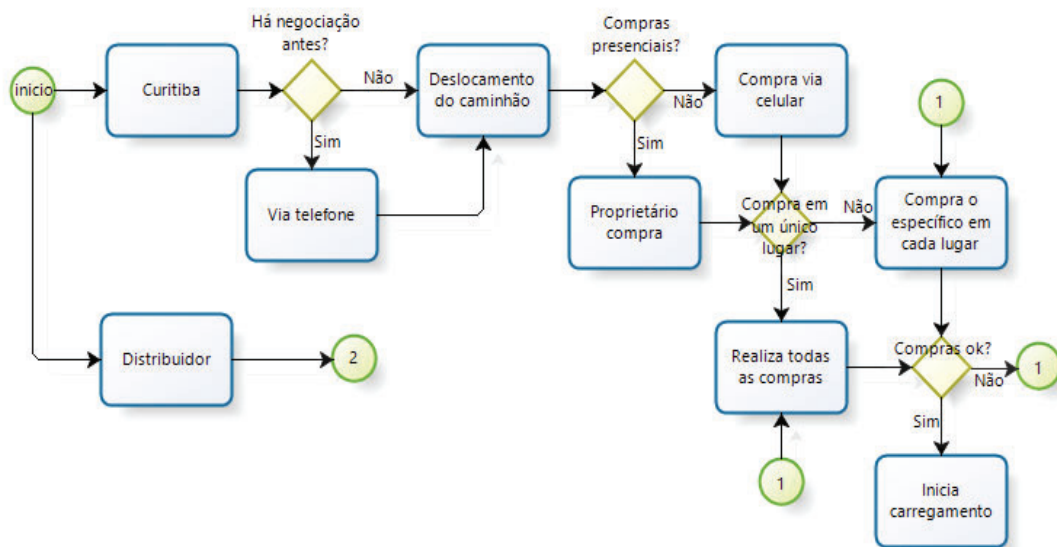 Há negociação
antes?
Compras
presenciais?
inicio
Curitiba
Não
Deslocamento
do caminhão
Não
Compra via
celular
1
Sim
Sim
Via telefone
Proprietário
compra
Compra em
um único
lugar?
Não
Compra o
específico em
cada lugar
Sim
Distribuidor
2
Realiza todas
as compras
Compras ok?
Não
1
Sim
1
Inicia
carregamento